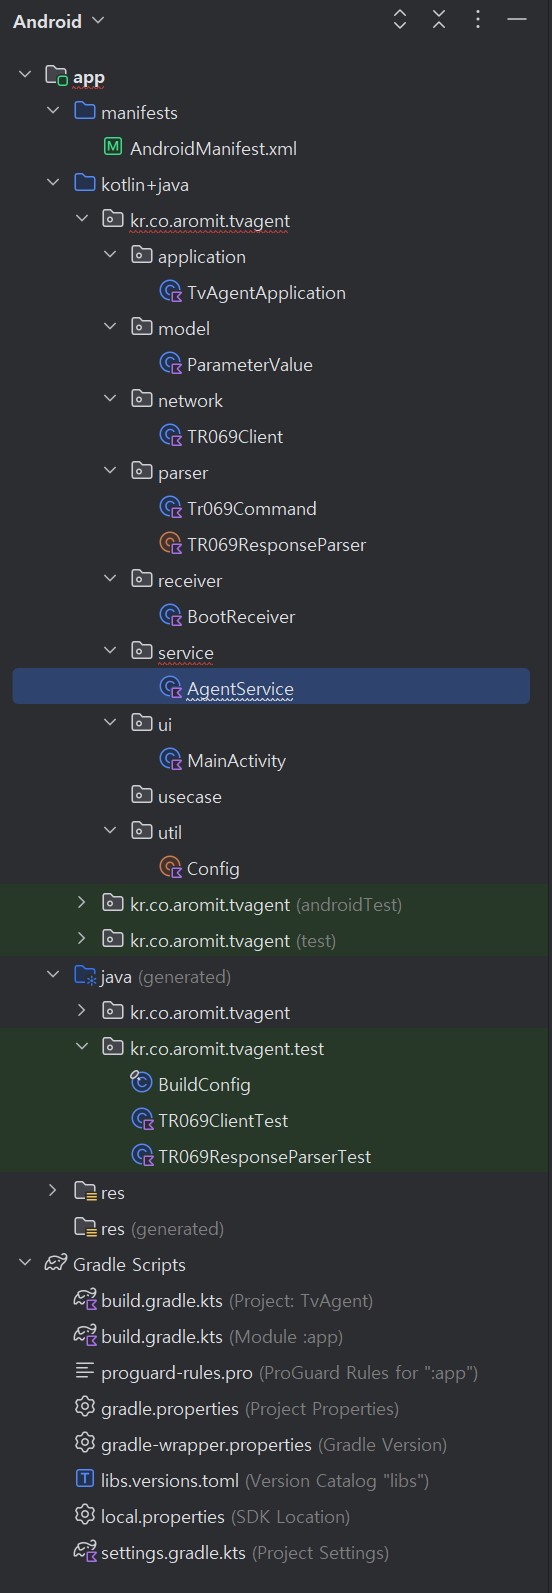 Android
app
manifests
M AndroidManifest.xml
kotlin+java
kr.co.aromit.tvagent
application
TvAgentApplication
model
ParameterValue
network
TR069Client
parser
Tr069Command
TR069ResponseParser
receiver
BootReceiver
service
AgentService
ui
MainActivity
usecase
util
Config
kr.co.aromit.tvagent (androidTest)
kr.co.aromit.tvagent (test)
java (generated)
kr.co.aromit.tvagent
kr.co.aromit.tvagent.test
BuildConfig
TR069ClientTest
TR069ResponseParserTest
res
res (generated)
Gradle Scripts
build.gradle.kts (Project: TvAgent)
build.gradle.kts (Module :app)
proguard-rules.pro (ProGuard Rules for ":app")
gradle.properties (Project Properties)
gradle-wrapper.properties (Gradle Version)
T libs.versions.toml (Version Catalog "libs")
local.properties (SDK Location)
settings.gradle.kts (Project Settings)